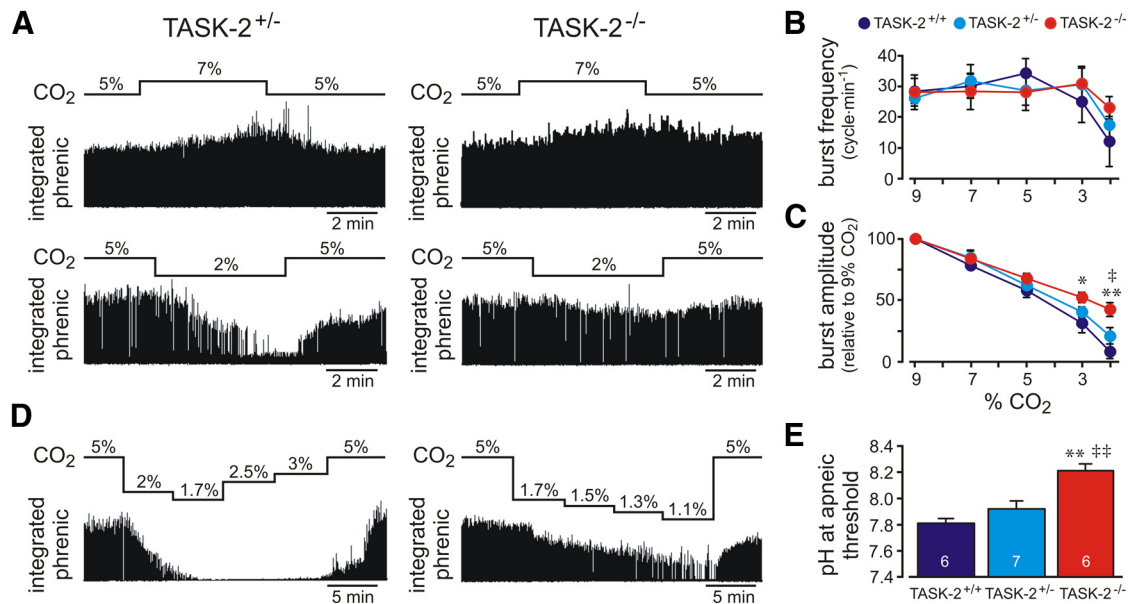 A
TASK-2+/-
TASK-2-/-
CO2
5%
7%
5%
5%
7%
5%
integrated
phrenic
2 min
integrated
phrenic
2 min
CO2
5%
2%
5%
5%
2%
5%
integrated
phrenic
2 min
integrated
phrenic
2 min
B
TASK-2+/+
TASK-2+/-
TASK-2-/-
burst frequency
(cycle·min-1)
40
30
20
10
0
9
7
5
3
C
burst amplitude
(relative to 9% CO2)
100
50
0
*
‡
**
9
7
5
3
% CO2
D
CO2
5%
2%
1.7%
2.5%
3%
5%
5%
1.7%
1.5%
1.3%
1.1%
5%
integrated
phrenic
5 min
integrated
phrenic
5 min
E
pH at apneic
threshold
8.4
8.2
8.0
7.8
7.6
7.4
** ‡‡
6
7
6
TASK-2+/+
TASK-2+/-
TASK-2-/-